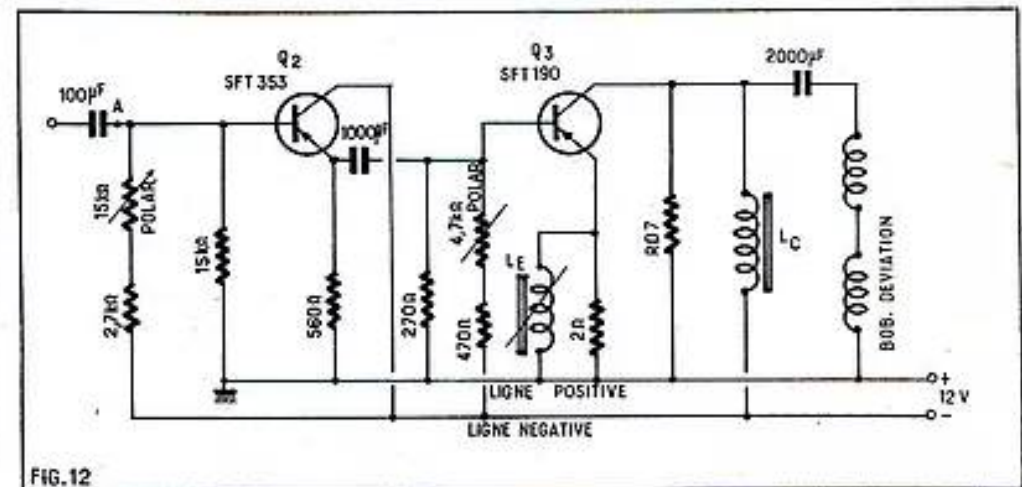 Q2
SFT 353
Q3
SFT 190
2000µF
100µF
A
1000µF
15kΩ
POLAR.
15kΩ
2,7kΩ
560Ω
270Ω
4,7kΩ
POLAR
470Ω
LE
2Ω
RD7
LC
BOB. DEVIATION
LIGNE POSITIVE
+
12 V
-
LIGNE NEGATIVE
FIG.12